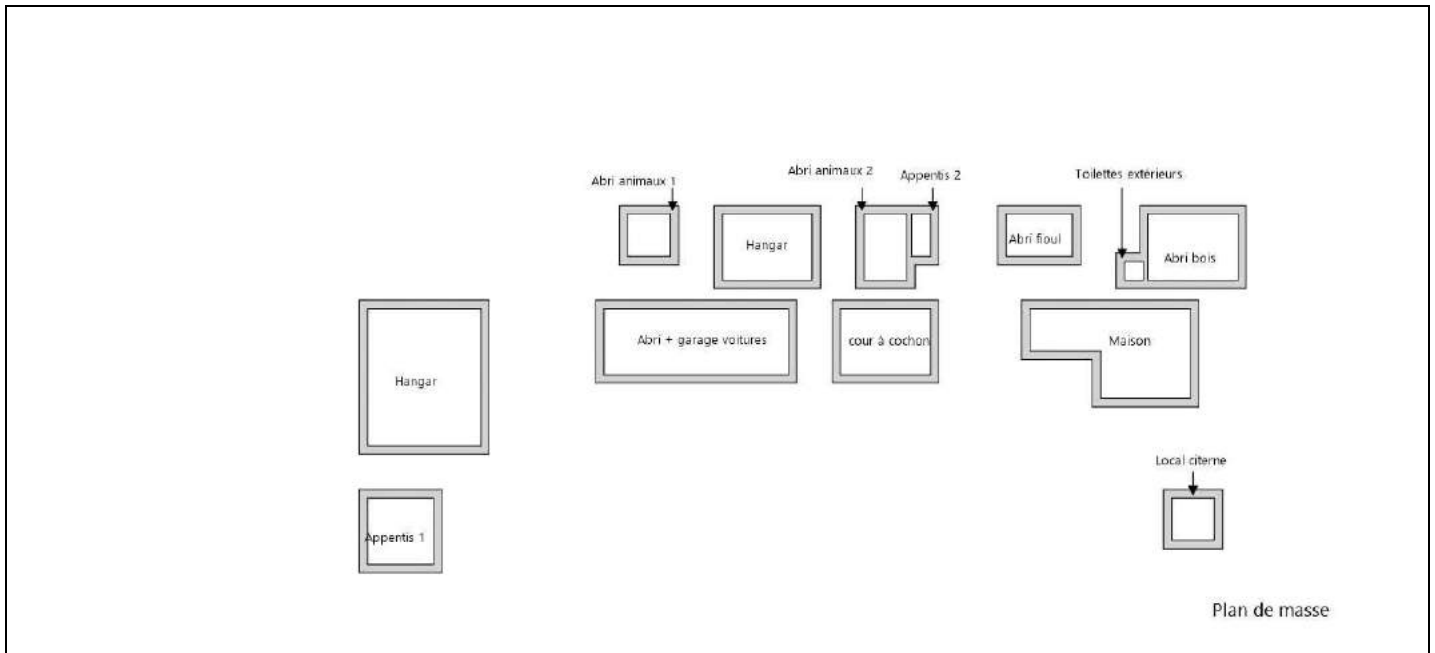 Abri animaux 1
Abri animaux 2
Appentis 2
Toilettes extérieurs
Hangar
Abri fioul
Abri bois
Abri + garage voitures
cour à cochon
Maison
Hangar
Local citerne
Appentis 1
Plan de masse